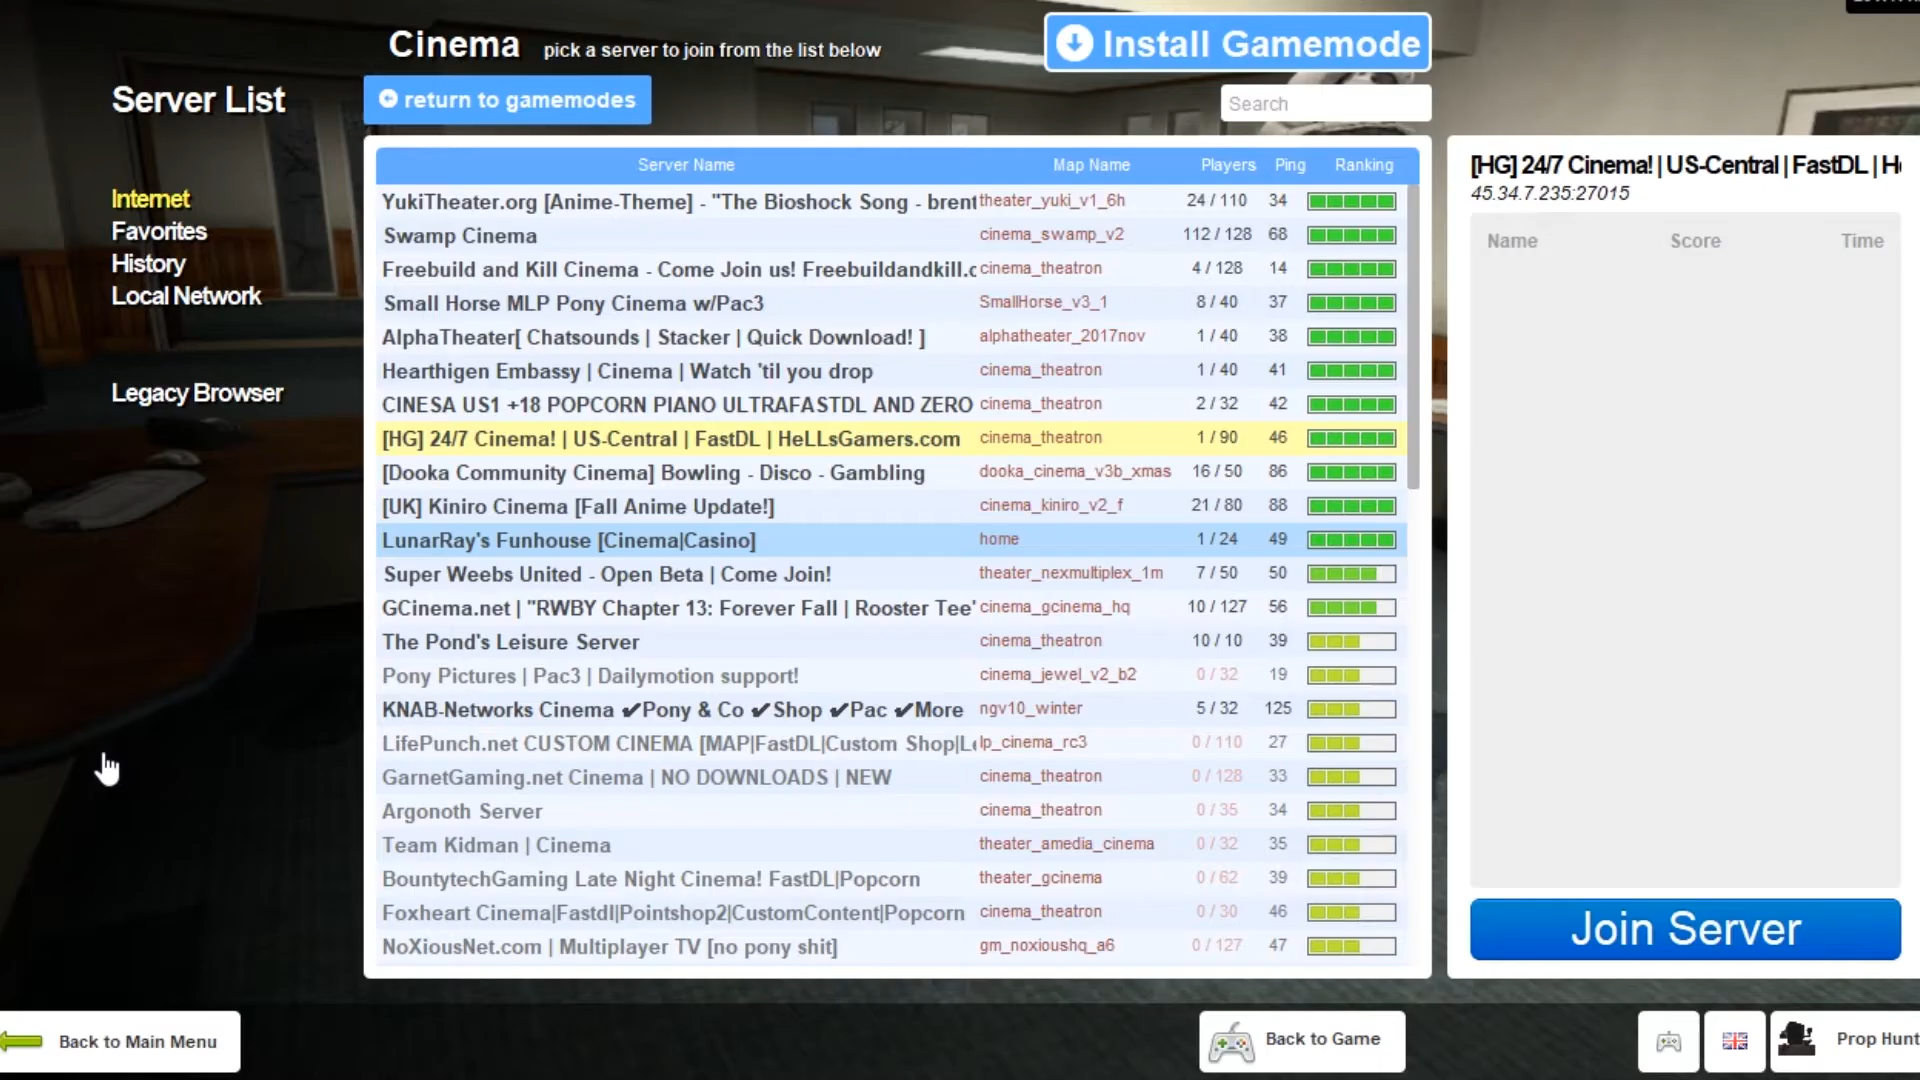 Cinema pick a server to join from the list below
Install Gamemode
Server List
return to gamemodes
Search
Internet
Favorites
History
Local Network
Legacy Browser
Server Name Map Name Players Ping Ranking
YukiTheater.org [Anime-Theme] - "The Bioshock Song - brent theater_yuki_v1_6h 24 / 110 34
Swamp Cinema cinema_swamp_v2 112 / 128 68
Freebuild and Kill Cinema - Come Join us! Freebuildandkill.c cinema_theatron 4 / 128 14
Small Horse MLP Pony Cinema w/Pac3 SmallHorse_v3_1 8 / 40 37
AlphaTheater[ Chatsounds | Stacker | Quick Download! ] alphatheater_2017nov 1 / 40 38
Hearthigen Embassy | Cinema | Watch 'til you drop cinema_theatron 1 / 40 41
CINESA US1 +18 POPCORN PIANO ULTRAFASTDL AND ZERO cinema_theatron 2 / 32 42
[HG] 24/7 Cinema! | US-Central | FastDL | HeLLsGamers.com cinema_theatron 1 / 90 46
[Dooka Community Cinema] Bowling - Disco - Gambling dooka_cinema_v3b_xmas 16 / 50 86
[UK] Kiniro Cinema [Fall Anime Update!] cinema_kiniro_v2_f 21 / 80 88
LunarRay's Funhouse [Cinema|Casino] home 1 / 24 49
Super Weebs United - Open Beta | Come Join! theater_nexmultiplex_1m 7 / 50 50
GCinema.net | "RWBY Chapter 13: Forever Fall | Rooster Tee' cinema_gcinema_hq 10 / 127 56
The Pond's Leisure Server cinema_theatron 10 / 10 39
Pony Pictures | Pac3 | Dailymotion support! cinema_jewel_v2_b2 0 / 32 19
KNAB-Networks Cinema ✔Pony & Co ✔Shop ✔Pac ✔More ngv10_winter 5 / 32 125
LifePunch.net CUSTOM CINEMA [MAP|FastDL|Custom Shop|Le lp_cinema_rc3 0 / 110 27
GarnetGaming.net Cinema | NO DOWNLOADS | NEW cinema_theatron 0 / 128 33
Argonoth Server cinema_theatron 0 / 35 34
Team Kidman | Cinema theater_amedia_cinema 0 / 32 35
BountytechGaming Late Night Cinema! FastDL|Popcorn theater_gcinema 0 / 62 39
Foxheart Cinema|Fastdl|Pointshop2|CustomContent|Popcorn cinema_theatron 0 / 30 46
NoXiousNet.com | Multiplayer TV [no pony shit] gm_noxioushq_a6 0 / 127 47
[HG] 24/7 Cinema! | US-Central | FastDL | H
45.34.7.235:27015
Name Score Time
Join Server
Back to Main Menu
Back to Game
Prop Hunt